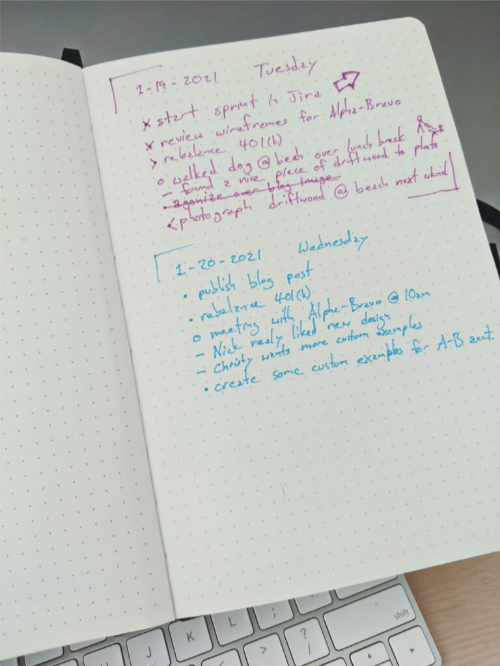 1-19-2021 Tuesday
x start sprint in Jira
x review wireframes for Alpha-Bravo
> rebalance 401(k)
o walked dog @ beach over lunch break
- found a nice piece of driftwood to photo
• agonize over blog image
< photograph driftwood @ beach next wknd
1-20-2021 Wednesday
• publish blog post
• rebalance 401(k)
o meeting with Alpha-Bravo @ 10am
- Nick really liked new design
- Christy wants more custom examples
• create some custom examples for A-B acct.
J
K
L
:
;
"
'
M
<
,
>
.
?
/
shift